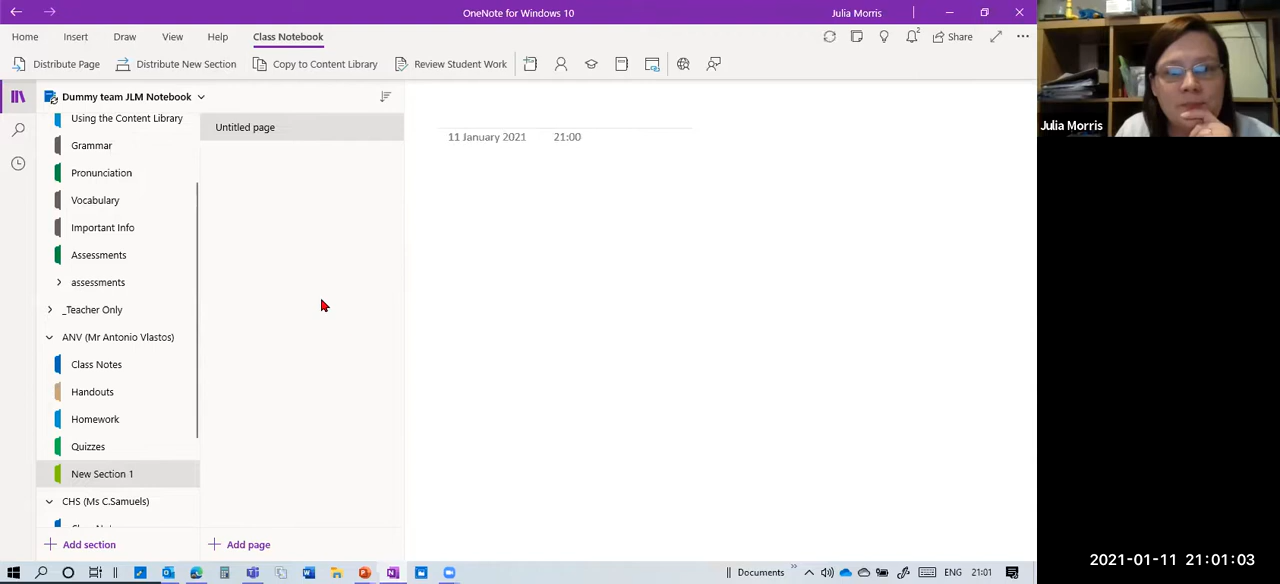 OneNote for Windows 10
Julia Morris
Home Insert Draw View Help Class Notebook
Share
Distribute Page Distribute New Section Copy to Content Library Review Student Work
Dummy team JLM Notebook
Using the Content Library
Grammar
Pronunciation
Vocabulary
Important Info
Assessments
assessments
_Teacher Only
ANV (Mr Antonio Vlastos)
Class Notes
Handouts
Homework
Quizzes
New Section 1
CHS (Ms C.Samuels)
Add section
Untitled page
Add page
11 January 2021 21:00
Julia Morris
2021-01-11 21:01:03
Documents
ENG 21:01